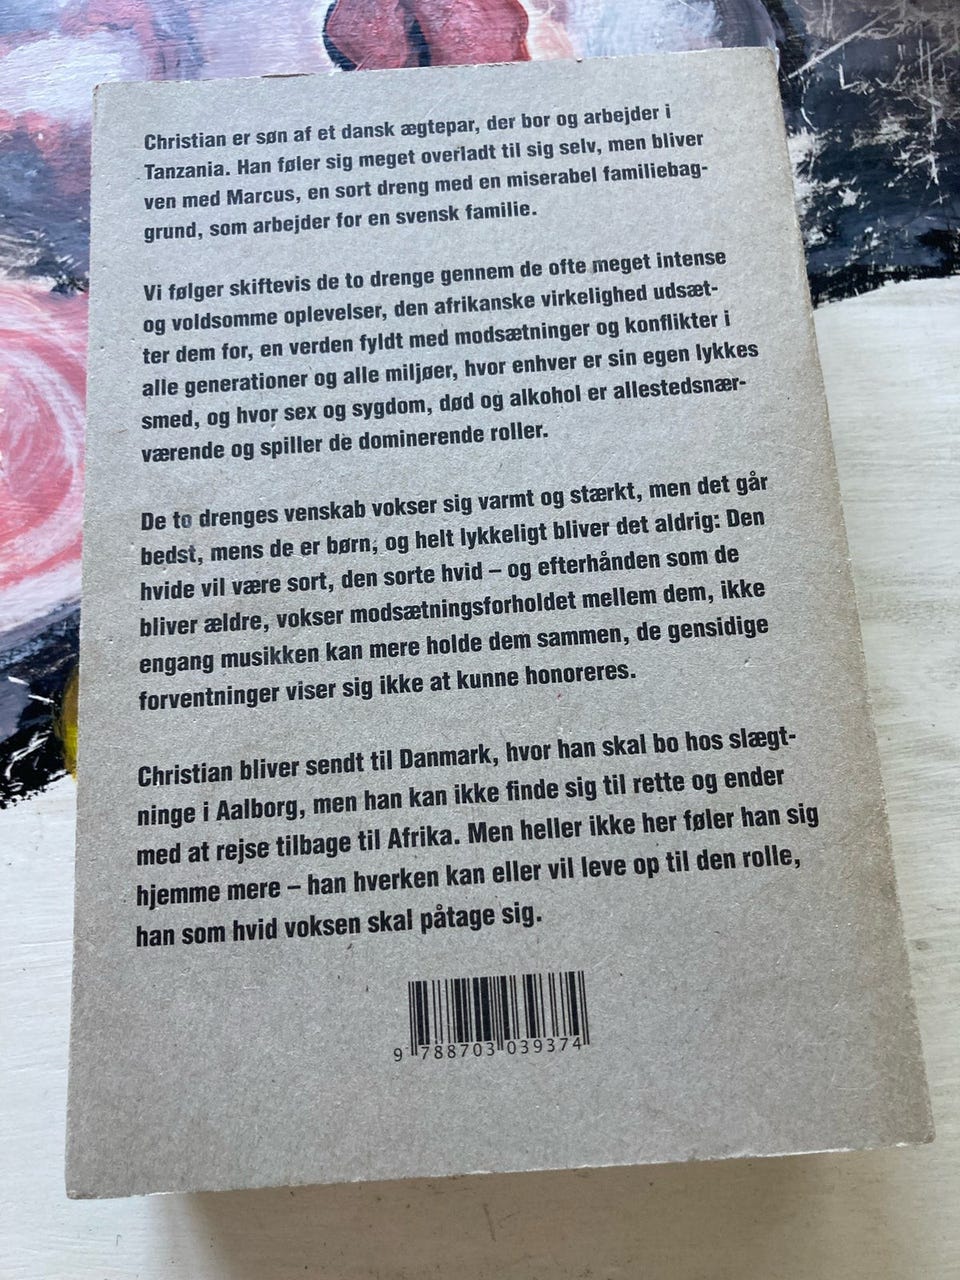 Christian er søn af et dansk ægtepar, der bor og arbejder i
Tanzania. Han føler sig meget overladt til sig selv, men bliver
ven med Marcus, en sort dreng med en miserabel familiebag-
grund, som arbejder for en svensk familie.
Vi følger skiftevis de to drenge gennem de ofte meget intense
og voldsomme oplevelser, den afrikanske virkelighed udsæt-
ter dem for, en verden fyldt med modsætninger og konflikter i
alle generationer og alle miljøer, hvor enhver er sin egen lykkes
smed, og hvor sex og sygdom, død og alkohol er allestedsnær-
værende og spiller de dominerende roller.
De to drenges venskab vokser sig varmt og stærkt, men det går
bedst, mens de er børn, og helt lykkeligt bliver det aldrig: Den
hvide vil være sort, den sorte hvid – og efterhånden som de
bliver ældre, vokser modsætningsforholdet mellem dem, ikke
engang musikken kan mere holde dem sammen, de gensidige
forventninger viser sig ikke at kunne honoreres.
Christian bliver sendt til Danmark, hvor han skal bo hos slægt-
ninge i Aalborg, men han kan ikke finde sig til rette og ender
med at rejse tilbage til Afrika. Men heller ikke her føler han sig
hjemme mere – han hverken kan eller vil leve op til den rolle,
han som hvid voksen skal påtage sig.
9 788703 039374